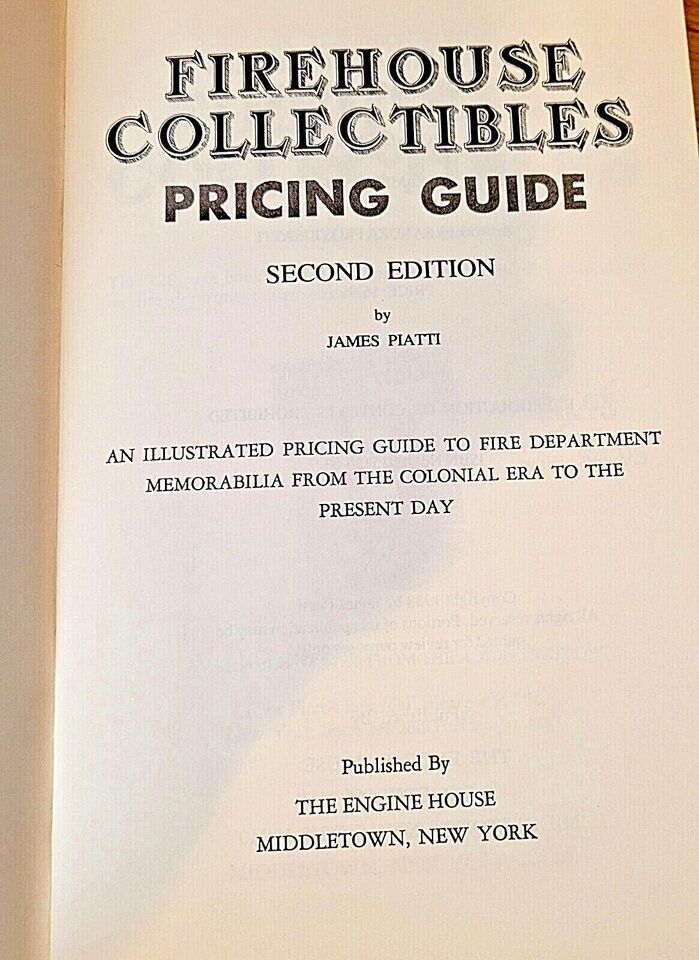 FIREHOUSE
COLLECTIBLES
PRICING GUIDE
SECOND EDITION
by
JAMES PIATTI
AN ILLUSTRATED PRICING GUIDE TO FIRE DEPARTMENT
MEMORABILIA FROM THE COLONIAL ERA TO THE
PRESENT DAY
Published By
THE ENGINE HOUSE
MIDDLETOWN, NEW YORK